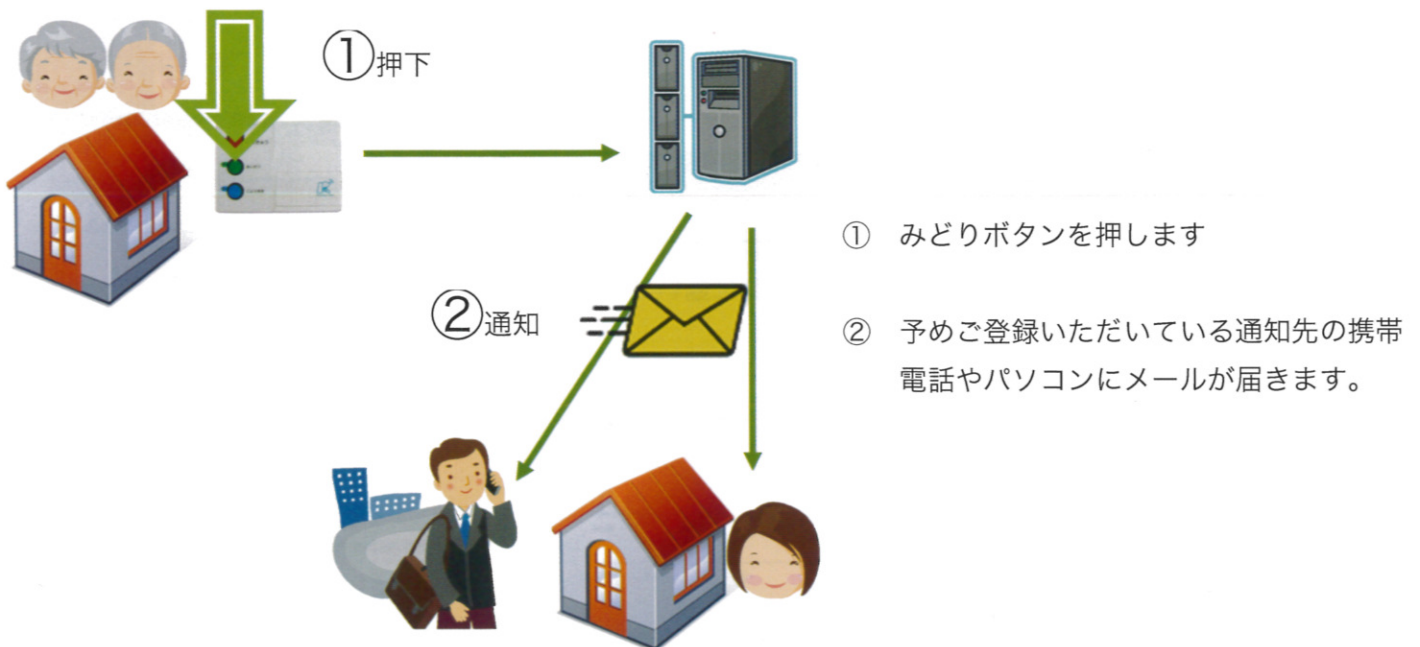 ①押下
②通知
① みどりボタンを押します
② 予めご登録いただいている通知先の携帯
電話やパソコンにメールが届きます。